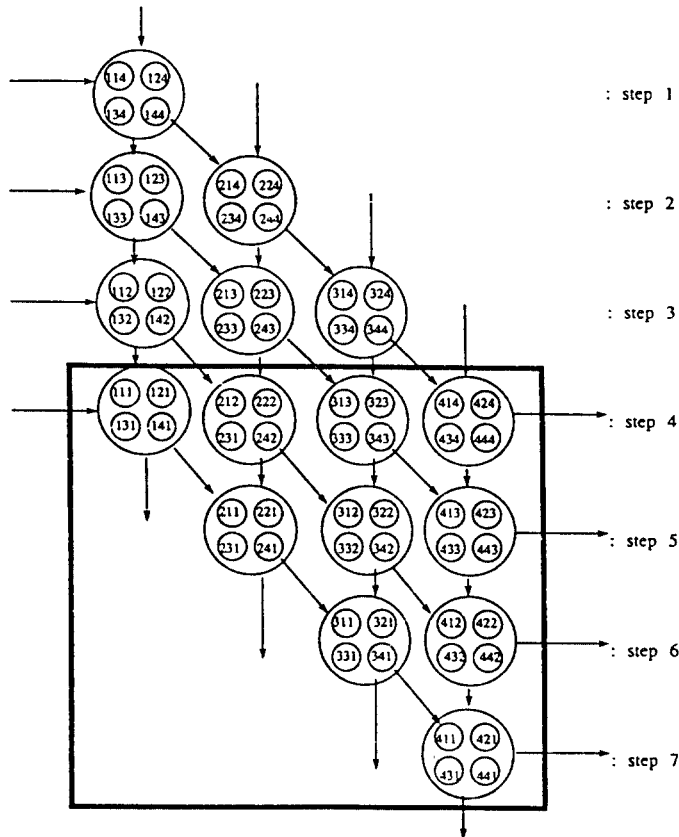 114 124 : step 1
134 144
113 123 214 224 : step 2
133 143 234 244
112 122 213 223 314 324 : step 3
132 142 233 243 334 344
111 121 212 222 313 323 414 424 : step 4
131 141 231 242 333 343 434 444
211 221 312 322 413 423 : step 5
231 241 332 342 433 443
311 321 412 422 : step 6
331 341 432 442
411 421 : step 7
431 441